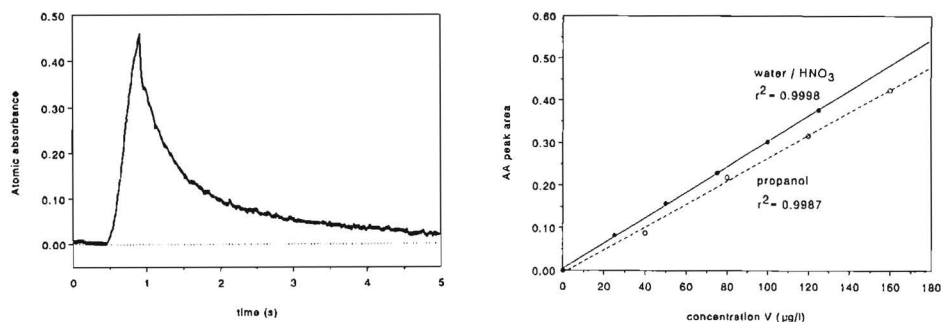 0.50
0.40
0.30
0.20
0.10
0.00
Atomic absorbance
0 1 2 3 4 5
time (s)
0.60
0.50
0.40
0.30
0.20
0.10
0.00
AA peak area
water / HNO3
r2 = 0.9998
propanol
r2 = 0.9987
0 20 40 60 80 100 120 140 160 180
concentration V (µg/l)